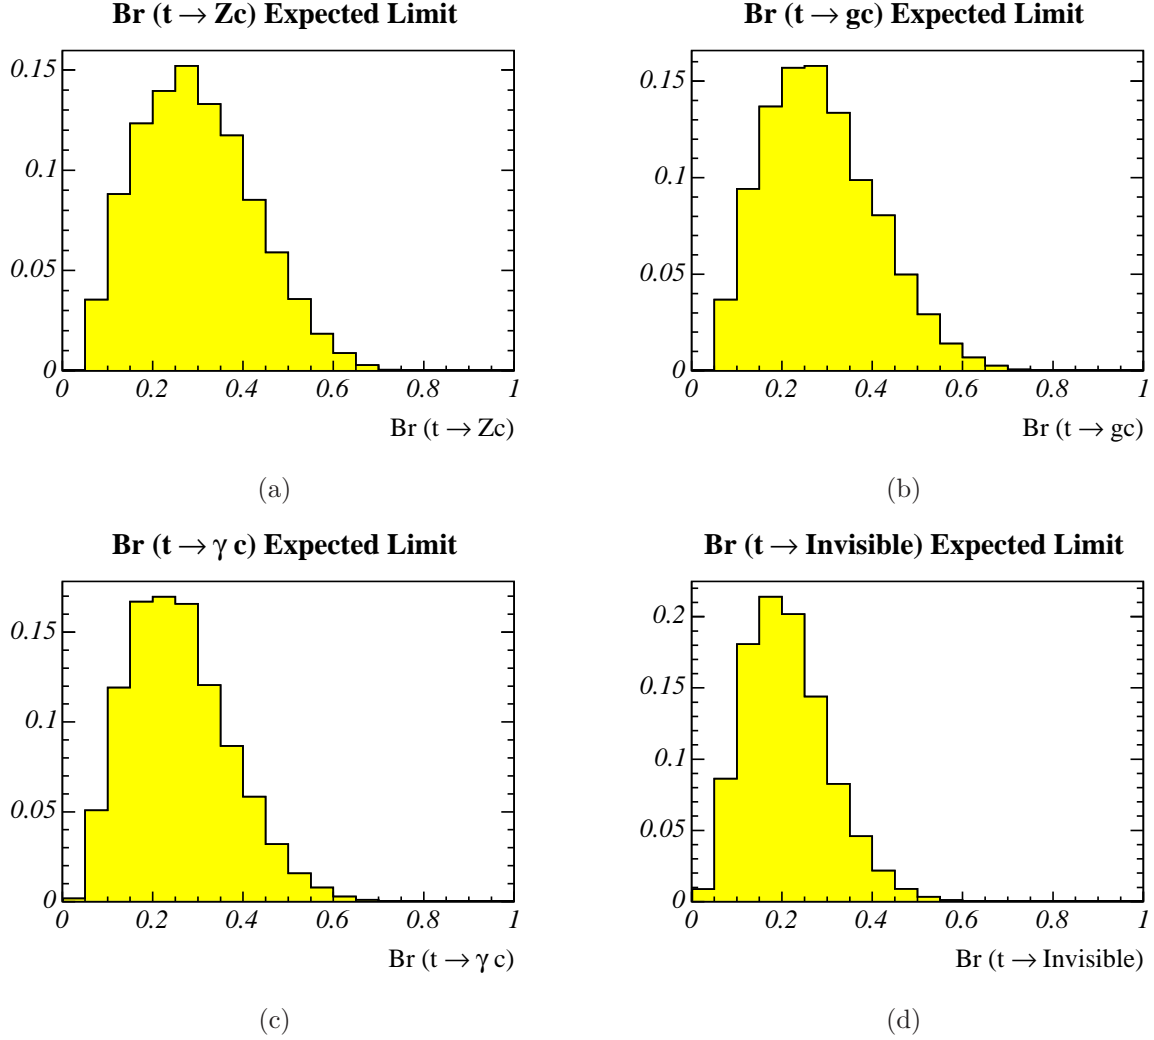 Br (t → Zc) Expected Limit
0.15
0.1
0.05
0
0 0.2 0.4 0.6 0.8 1
Br (t → Zc)
(a)
Br (t → gc) Expected Limit
0.15
0.1
0.05
0
0 0.2 0.4 0.6 0.8 1
Br (t → gc)
(b)
Br (t → γ c) Expected Limit
0.15
0.1
0.05
0
0 0.2 0.4 0.6 0.8 1
Br (t → γ c)
(c)
Br (t → Invisible) Expected Limit
0.2
0.15
0.1
0.05
0
0 0.2 0.4 0.6 0.8 1
Br (t → Invisible)
(d)